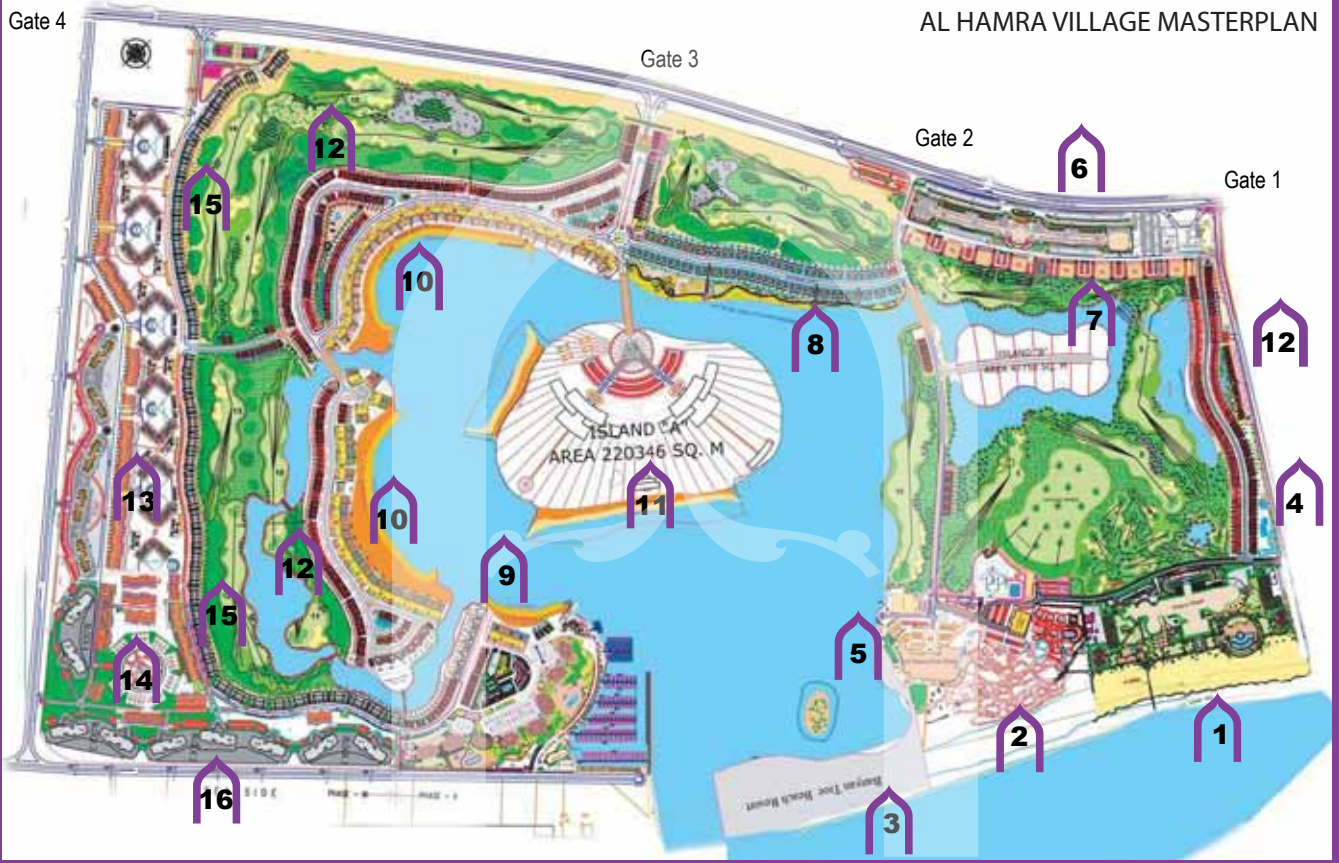 AL HAMRA VILLAGE MASTERPLAN
Gate 4
Gate 3
Gate 2
Gate 1
6
12
15
10
7
8
12
ISLAND "A"
AREA 220346 SQ. M
11
ISLAND "B"
13
10
4
12
9
15
5
14
2
1
16
SIDE
Banyan Tree Beach Resort
3